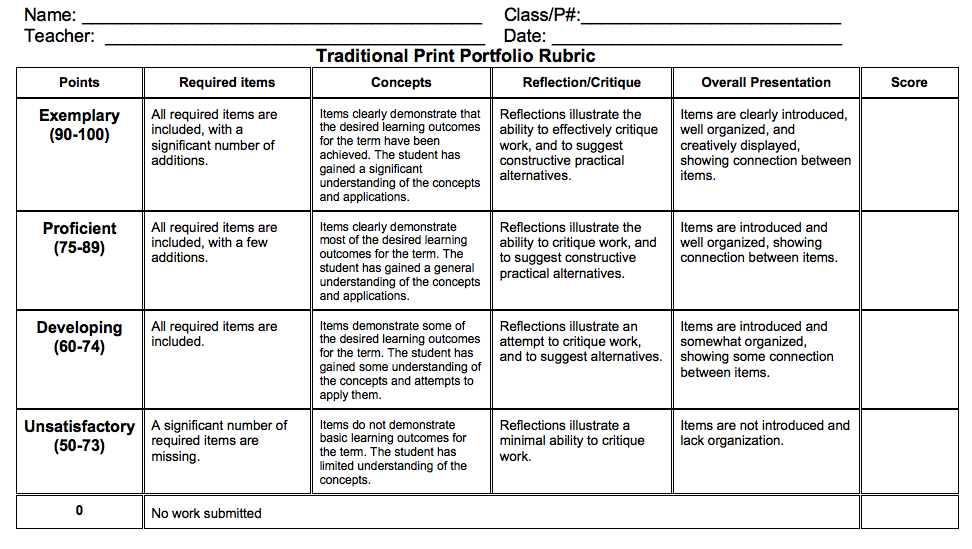 Name: ________________________ Class/P#:________________
Teacher: ________________________ Date: __________________
Traditional Print Portfolio Rubric
Points Required items Concepts Reflection/Critique Overall Presentation Score
Exemplary
(90-100)
All required items are
included, with a
significant number of
additions.
Items clearly demonstrate that
the desired learning outcomes
for the term have been
achieved. The student has
gained a significant
understanding of the concepts
and applications.
Reflections illustrate the
ability to effectively critique
work, and to suggest
constructive practical
alternatives.
Items are clearly introduced,
well organized, and
creatively displayed,
showing connection between
items.
Proficient
(75-89)
All required items are
included, with a few
additions.
Items clearly demonstrate
most of the desired learning
outcomes for the term. The
student has gained a general
understanding of the concepts
and applications.
Reflections illustrate the
ability to critique work, and
to suggest constructive
practical alternatives.
Items are introduced and
well organized, showing
connection between items.
Developing
(60-74)
All required items are
included.
Items demonstrate some of
the desired learning outcomes
for the term. The student has
gained some understanding of
the concepts and attempts to
apply them.
Reflections illustrate an
attempt to critique work,
and to suggest alternatives.
Items are introduced and
somewhat organized,
showing some connection
between items.
Unsatisfactory
(50-73)
A significant number of
required items are
missing.
Items do not demonstrate
basic learning outcomes for
the term. The student has
limited understanding of the
concepts.
Reflections illustrate a
minimal ability to critique
work.
Items are not introduced and
lack organization.
0
No work submitted